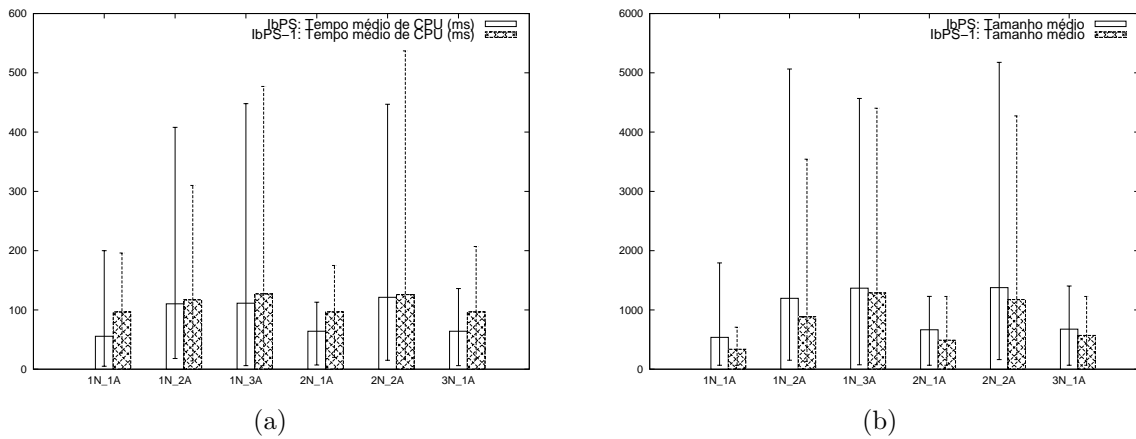 600
500
400
300
200
100
0
IbPS: Tempo médio de CPU (ms)
IbPS−1: Tempo médio de CPU (ms)
1N_1A 1N_2A 1N_3A 2N_1A 2N_2A 3N_1A
(a)
6000
5000
4000
3000
2000
1000
0
IbPS: Tamanho médio
IbPS−1: Tamanho médio
1N_1A 1N_2A 1N_3A 2N_1A 2N_2A 3N_1A
(b)